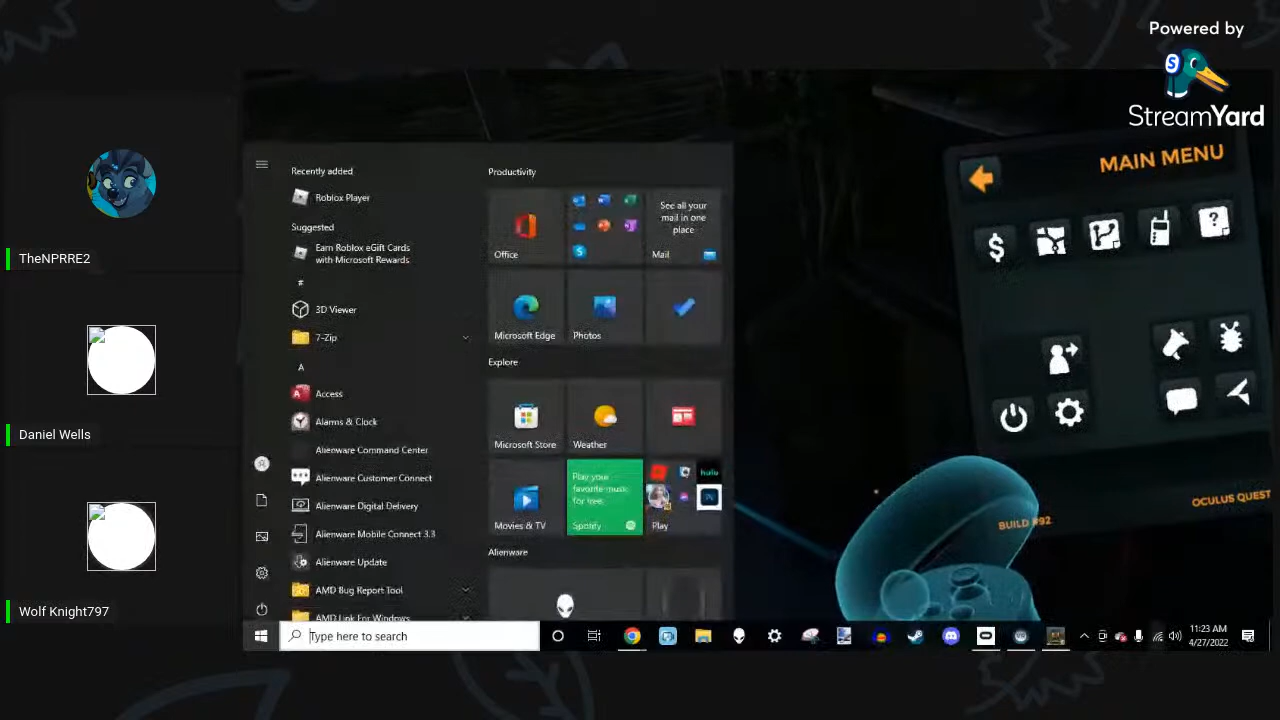 Powered by
StreamYard
TheNPRRE2
Daniel Wells
Wolf Knight797
Recently added
Roblox Player
Suggested
Earn Roblox eGift Cards
with Microsoft Rewards
#
3D Viewer
7-Zip
A
Access
Alarms & Clock
Alienware Command Center
Alienware Customer Connect
Alienware Digital Delivery
Alienware Mobile Connect 3.3
Alienware Update
AMD Bug Report Tool
AMD Link For Windows
Productivity
Office
See all your
mail in one
place
Mail
Microsoft Edge
Photos
Explore
Microsoft Store
Weather
Movies & TV
Play your
favorite music
for free.
Spotify
hulu
Play
Alienware
MAIN MENU
BUILD #92
OCULUS QUEST
Type here to search
11:23 AM
4/27/2022